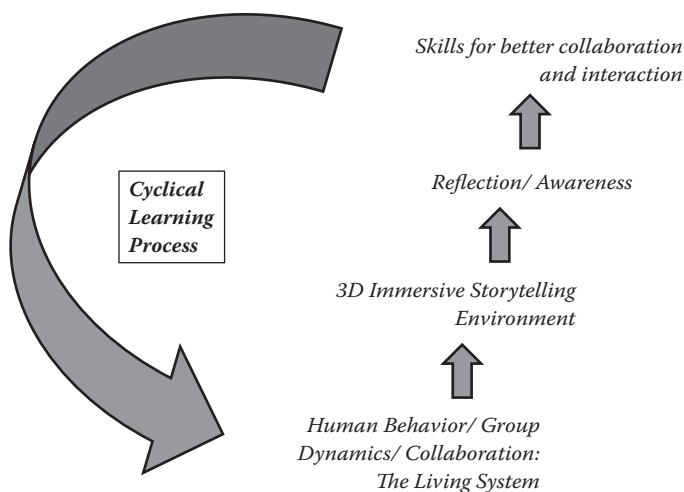 Skills for better collaboration
and interaction
Reflection/ Awareness
Cyclical
Learning
Process
3D Immersive Storytelling
Environment
Human Behavior/ Group
Dynamics/ Collaboration:
The Living System